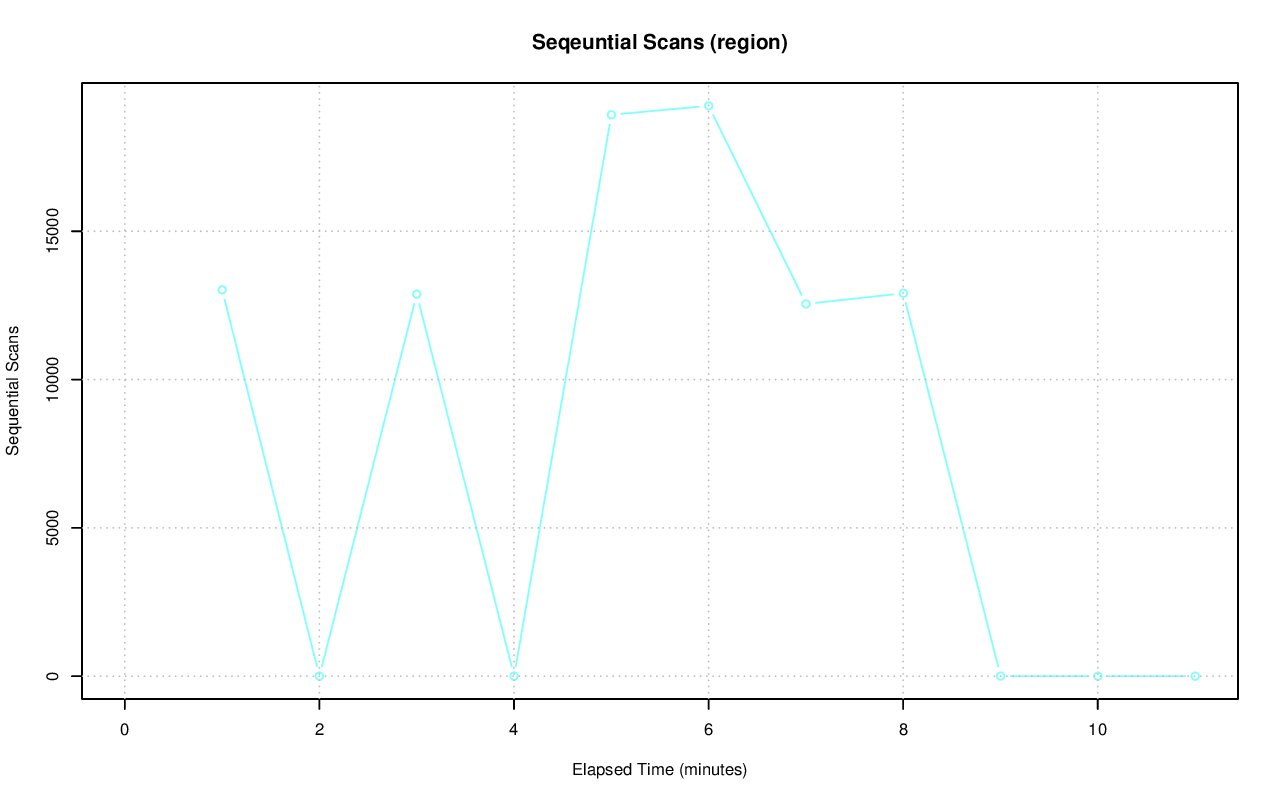 Seqeuntial Scans (region)
Sequential Scans
15000
10000
5000
0
0 2 4 6 8 10
Elapsed Time (minutes)